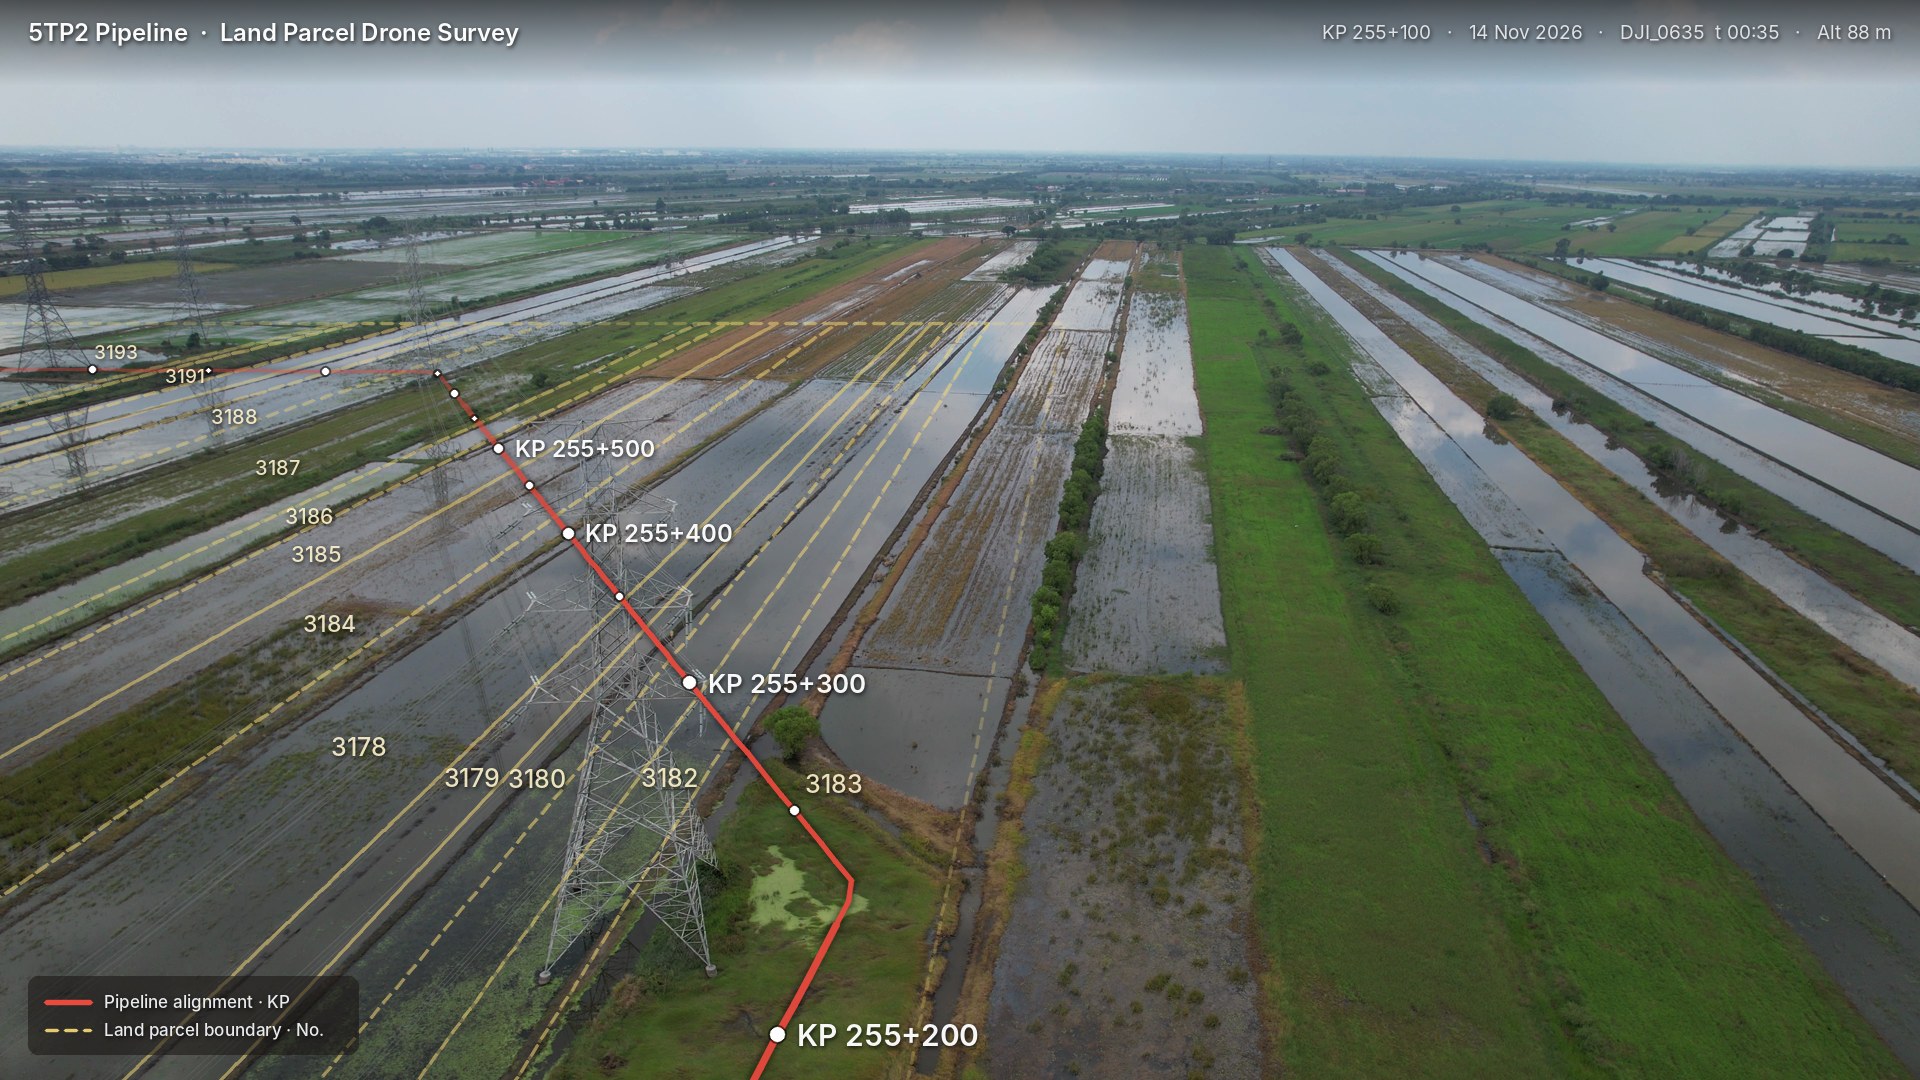 5TP2 Pipeline · Land Parcel Drone Survey
KP 255+100 · 14 Nov 2026 · DJI_0635 t 00:35 · Alt 88 m
3193
3191
3188
KP 255+500
3187
3186
KP 255+400
3185
3184
KP 255+300
3178
3179
3180
3182
3183
Pipeline alignment · KP
Land parcel boundary · No.
KP 255+200